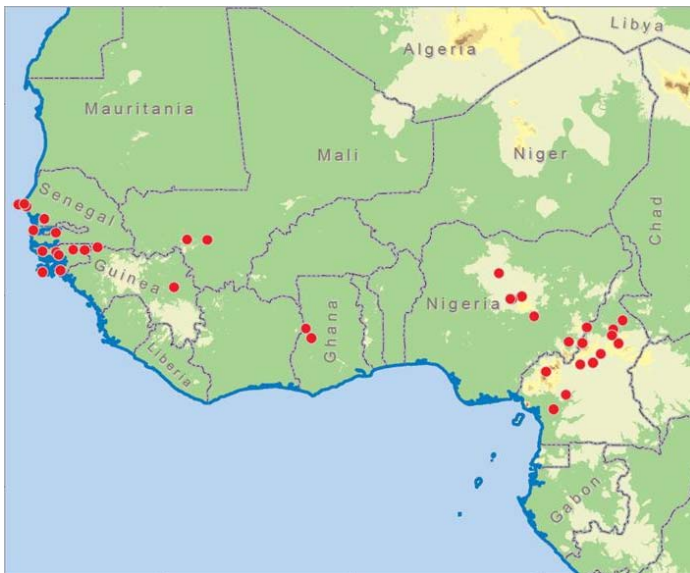 Libya
Algeria
Mauritania
Mali
Niger
Senegal
Chad
Guinea
Nigeria
Ghana
Liberia
Gabon